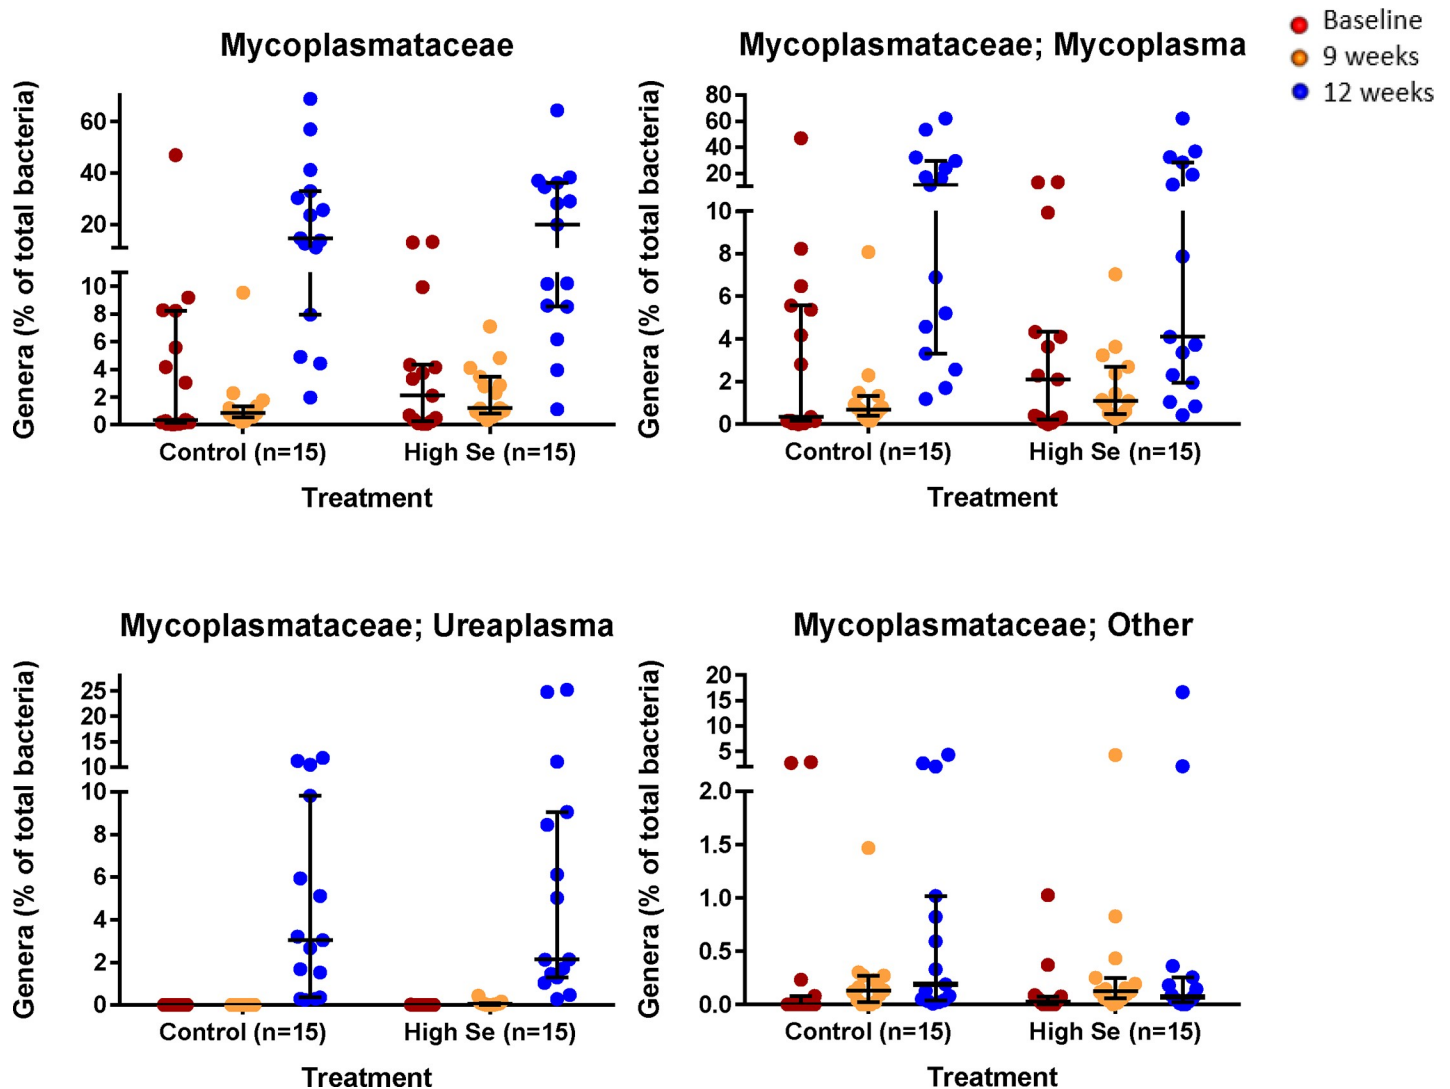 Mycoplasmataceae
Genera (% of total bacteria)
60
40
20
10
8
6
4
2
0
Control (n=15)
High Se (n=15)
Treatment
Mycoplasmataceae; Mycoplasma
Genera (% of total bacteria)
80
60
40
20
10
8
6
4
2
0
Control (n=15)
High Se (n=15)
Treatment
Baseline
9 weeks
12 weeks
Mycoplasmataceae; Ureaplasma
Genera (% of total bacteria)
25
20
15
10
10
8
6
4
2
0
Control (n=15)
High Se (n=15)
Treatment
Mycoplasmataceae; Other
Genera (% of total bacteria)
20
15
10
5
2.0
1.5
1.0
0.5
0.0
Control (n=15)
High Se (n=15)
Treatment